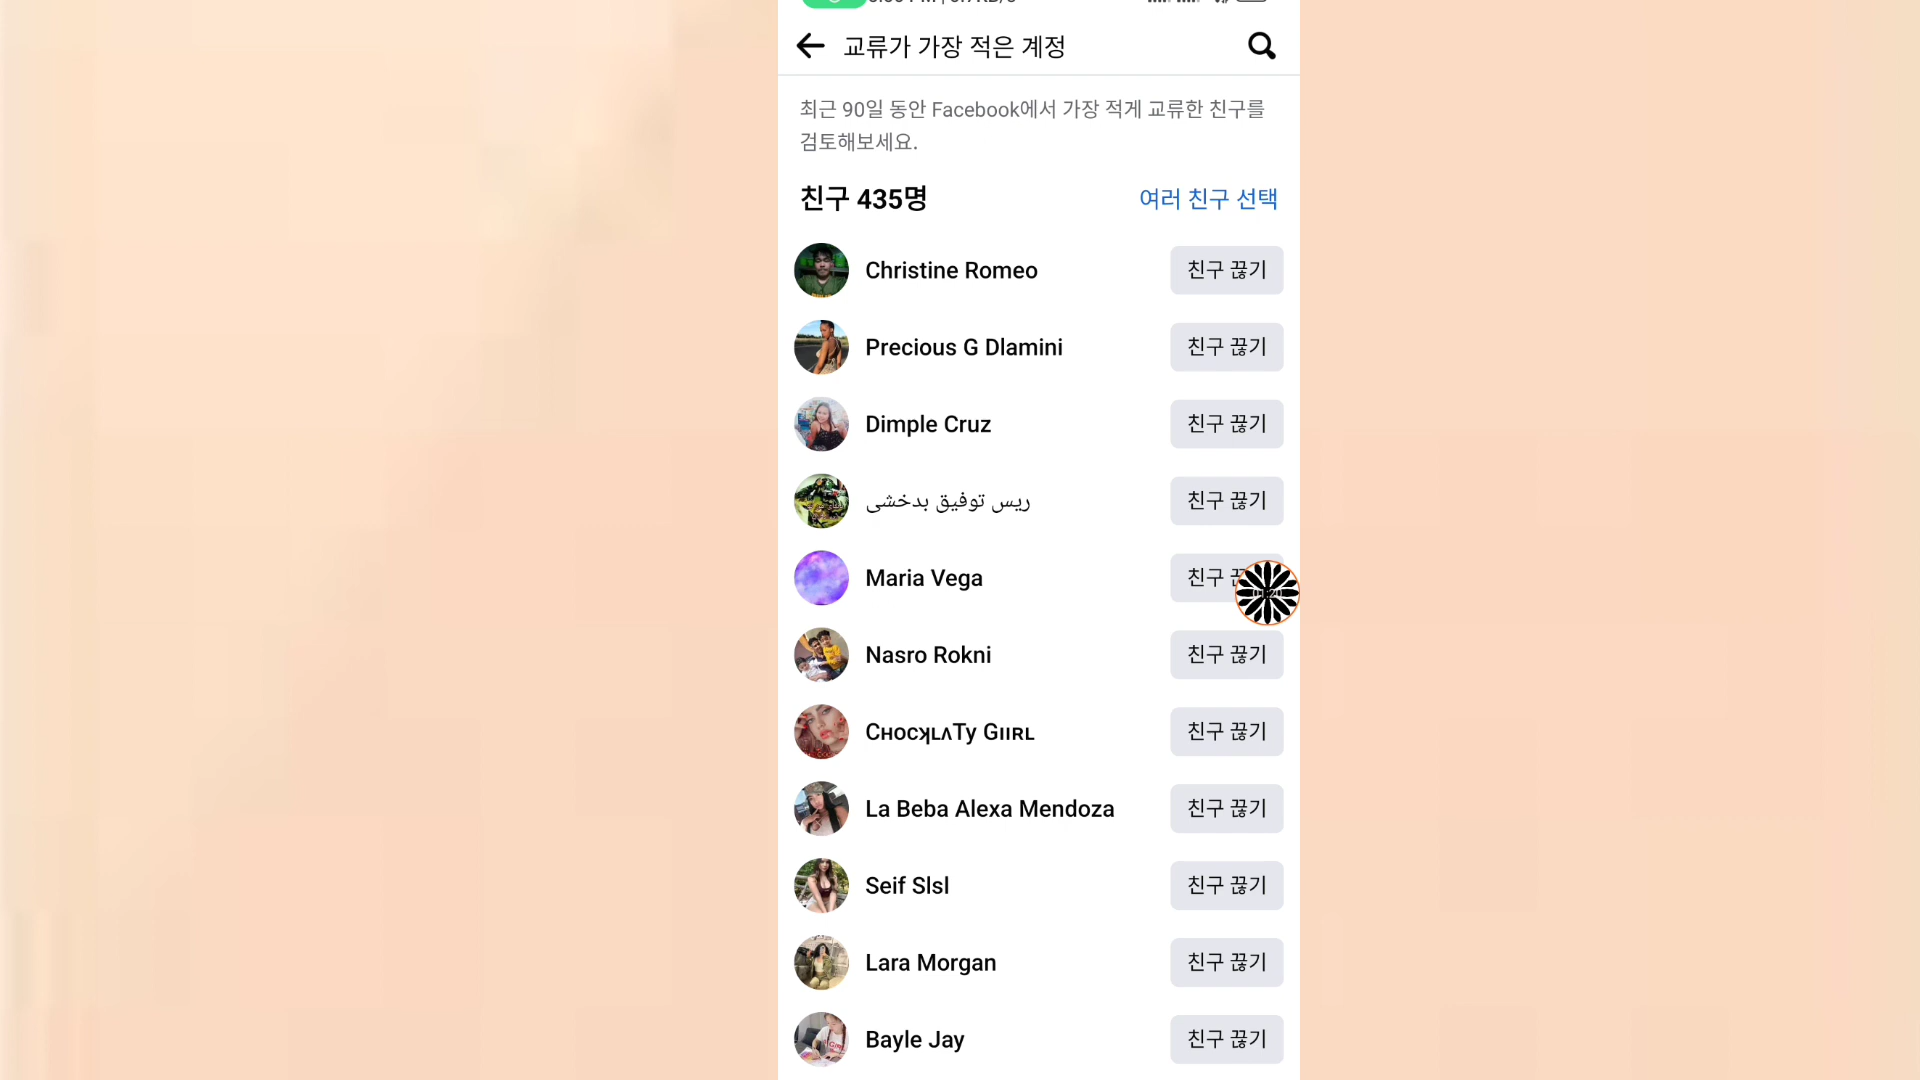 교류가 가장 적은 계정
최근 90일 동안 Facebook에서 가장 적게 교류한 친구를
검토해보세요.
친구 435명
여러 친구 선택
Christine Romeo
친구 끊기
Precious G Dlamini
친구 끊기
Dimple Cruz
친구 끊기
ریس توفیق بدخشی
친구 끊기
Maria Vega
친구
Nasro Rokni
친구 끊기
CʜᴏᴄʞʟᴧTy Gɪɪʀʟ
친구 끊기
La Beba Alexa Mendoza
친구 끊기
Seif Slsl
친구 끊기
Lara Morgan
친구 끊기
Bayle Jay
친구 끊기